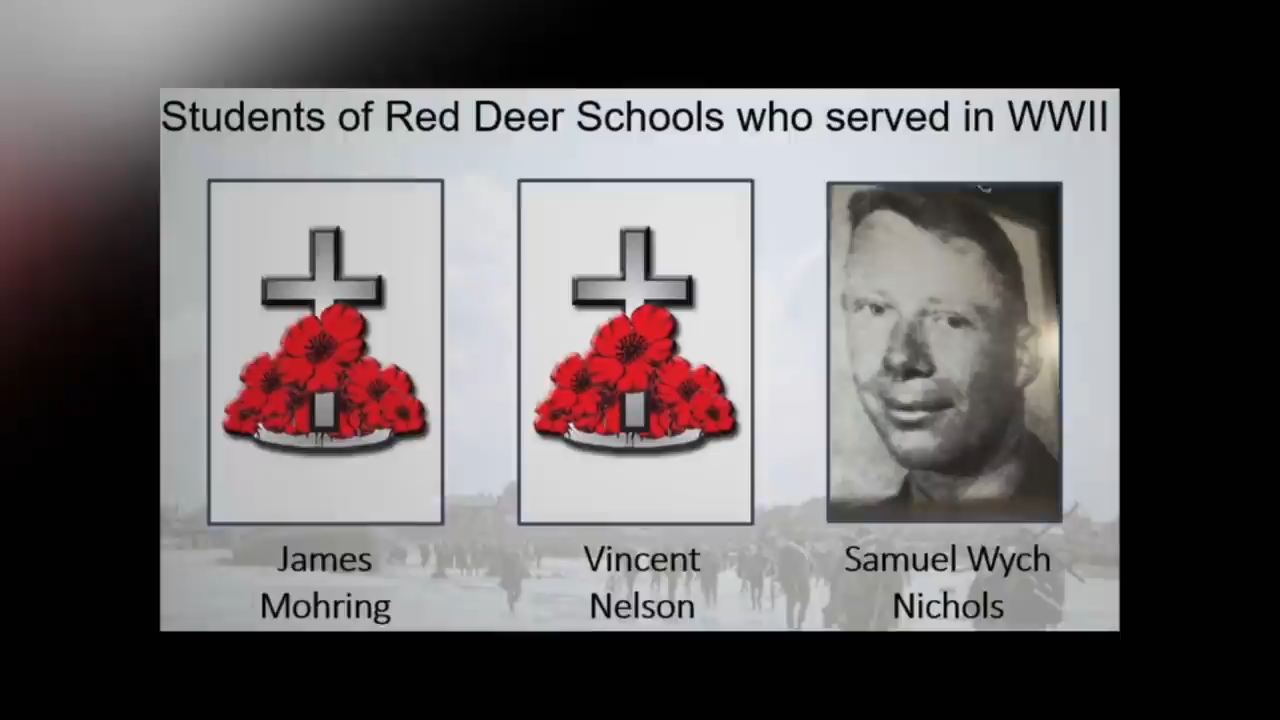 Students of Red Deer Schools who served in WWII
James
Mohring
Vincent
Nelson
Samuel Wych
Nichols